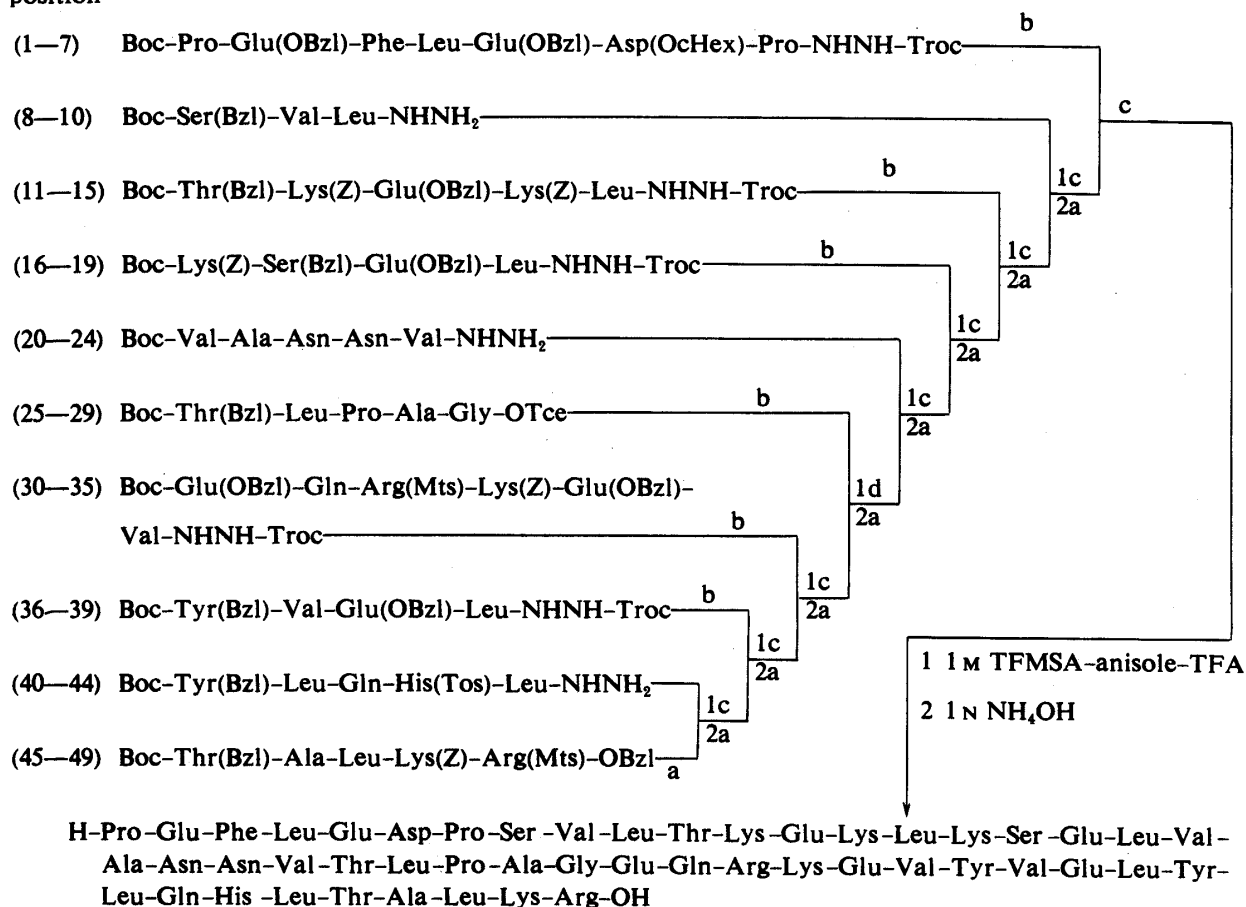 position
(1—7) Boc–Pro–Glu(OBzl)–Phe–Leu–Glu(OBzl)–Asp(OcHex)–Pro–NHNH–Troc b
c
(8—10) Boc–Ser(Bzl)–Val–Leu–NHNH₂
1c
2a
(11—15) Boc–Thr(Bzl)–Lys(Z)–Glu(OBzl)–Lys(Z)–Leu–NHNH–Troc b
1c
2a
(16—19) Boc–Lys(Z)–Ser(Bzl)–Glu(OBzl)–Leu–NHNH–Troc b
1c
2a
(20—24) Boc–Val–Ala–Asn–Asn–Val–NHNH₂
1c
2a
(25—29) Boc–Thr(Bzl)–Leu–Pro–Ala–Gly–OTce b
1d
2a
(30—35) Boc–Glu(OBzl)–Gln–Arg(Mts)–Lys(Z)–Glu(OBzl)–
Val–NHNH–Troc b
1c
2a
(36—39) Boc–Tyr(Bzl)–Val–Glu(OBzl)–Leu–NHNH–Troc b
1c
2a
(40—44) Boc–Tyr(Bzl)–Leu–Gln–His(Tos)–Leu–NHNH₂
1c
2a
(45—49) Boc–Thr(Bzl)–Ala–Leu–Lys(Z)–Arg(Mts)–OBzl a
1 1 M TFMSA–anisole–TFA
2 1 N NH₄OH
H–Pro–Glu–Phe–Leu–Glu–Asp–Pro–Ser–Val–Leu–Thr–Lys–Glu–Lys–Leu–Lys–Ser–Glu–Leu–Val–
Ala–Asn–Asn–Val–Thr–Leu–Pro–Ala–Gly–Glu–Gln–Arg–Lys–Glu–Val–Tyr–Val–Glu–Leu–Tyr–
Leu–Gln–His–Leu–Thr–Ala–Leu–Lys–Arg–OH